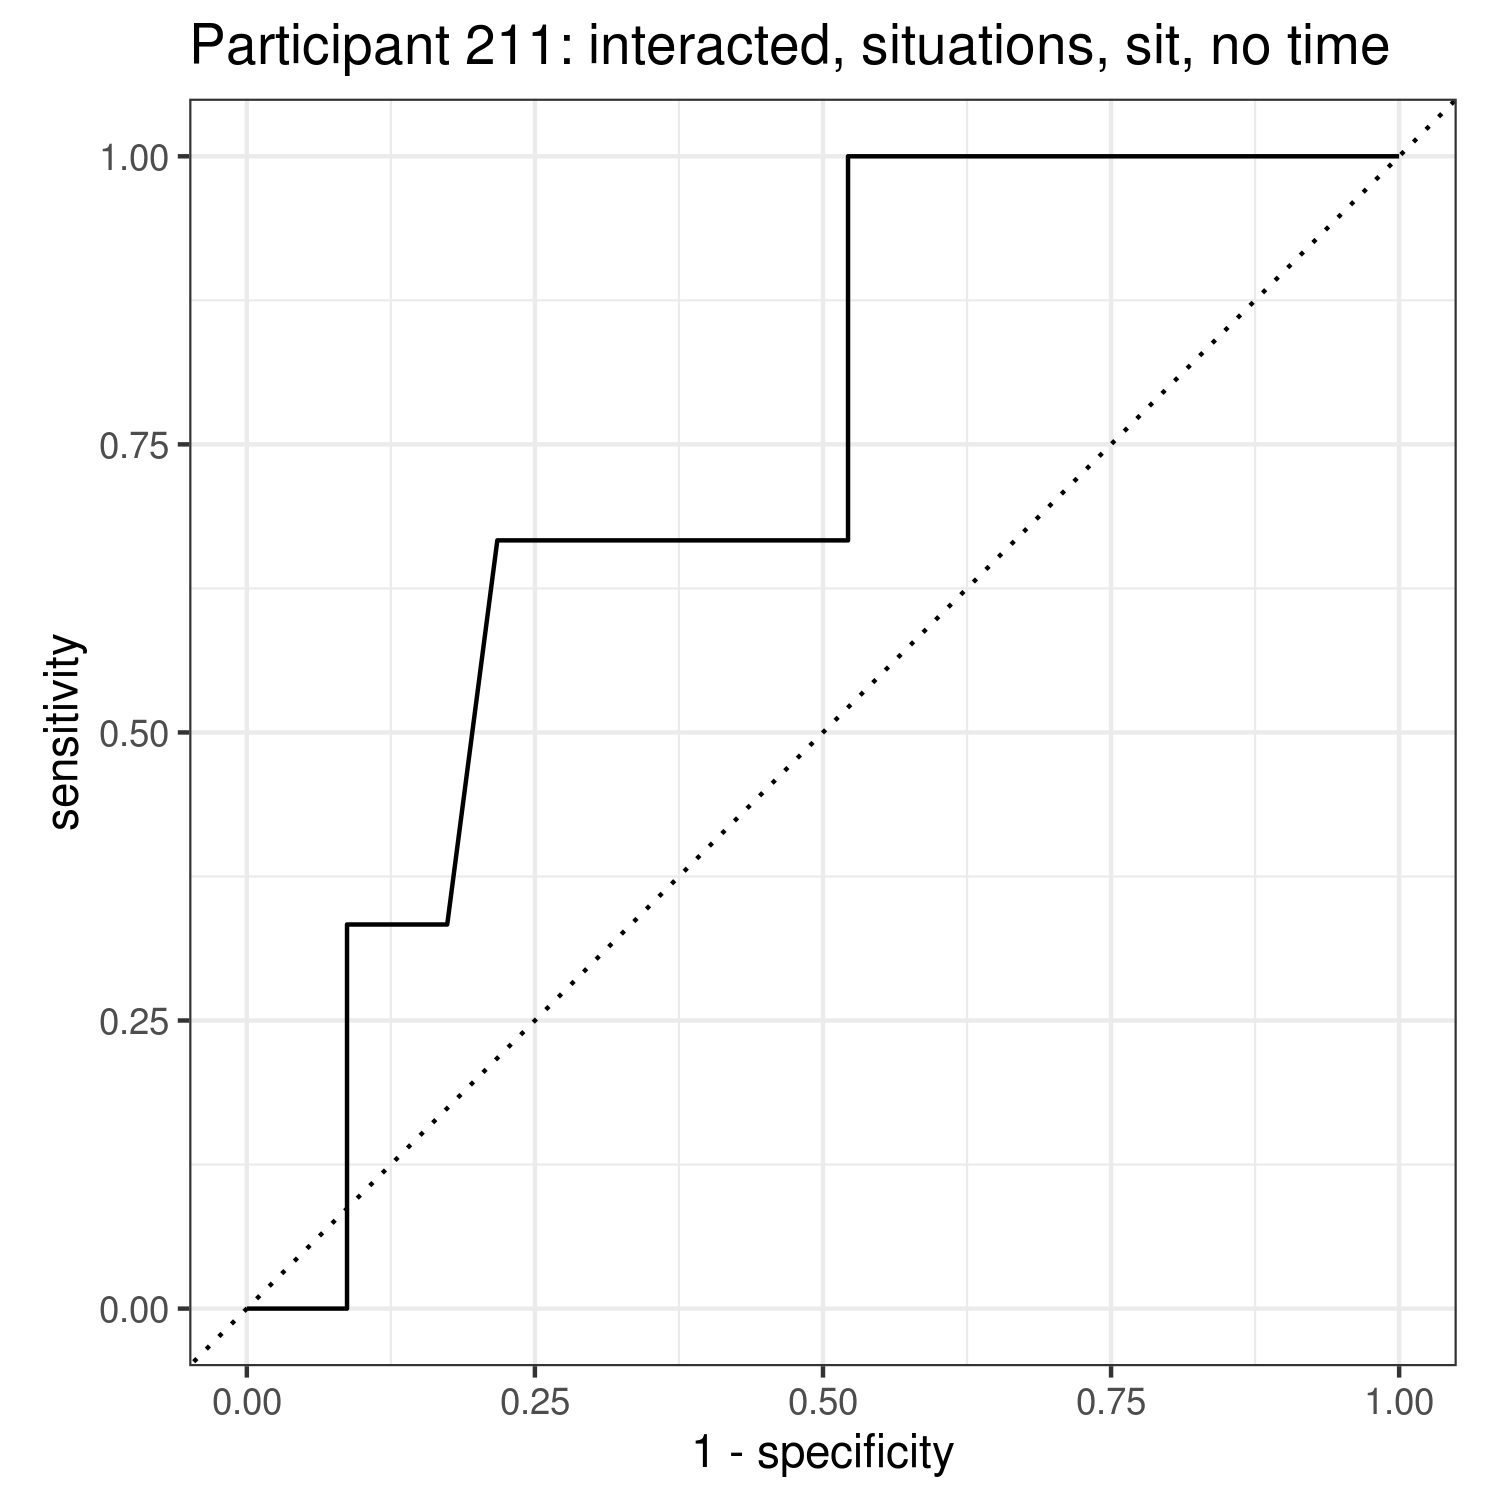 Participant 211: interacted, situations, sit, no time
1.00
0.75
0.50
0.25
0.00
sensitivity
0.00 0.25 0.50 0.75 1.00
1 - specificity